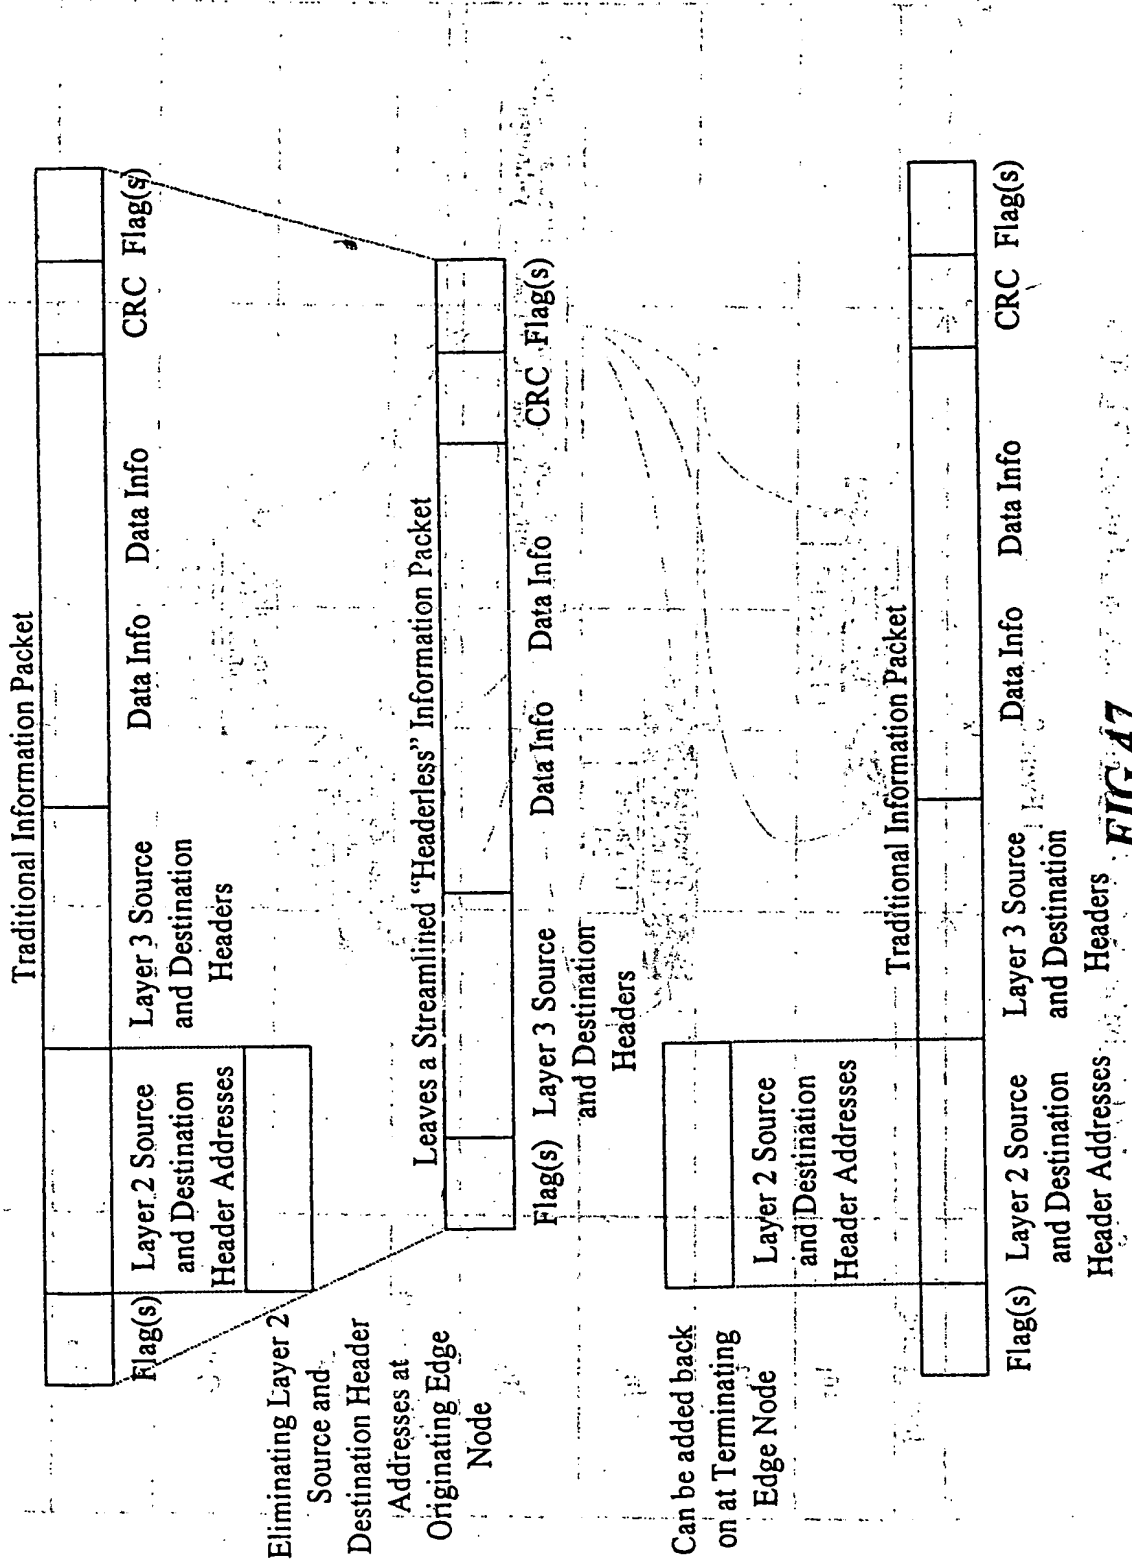 Traditional Information Packet
Flag(s) Layer 2 Source
and Destination
Header Addresses
Layer 3 Source
and Destination
Headers
Data Info Data Info CRC Flag(s)
Eliminating Layer 2
Source and
Destination Header
Addresses at
Originating Edge
Node
Leaves a Streamlined “Headerless” Information Packet
Flag(s) Layer 3 Source
and Destination
Headers
Data Info Data Info CRC Flag(s)
Can be added back
on at Terminating
Edge Node
Layer 2 Source
and Destination
Header Addresses
Traditional Information Packet
Flag(s) Layer 2 Source
and Destination
Header Addresses
Layer 3 Source
and Destination
Headers
Data Info Data Info CRC Flag(s)
FIG 47